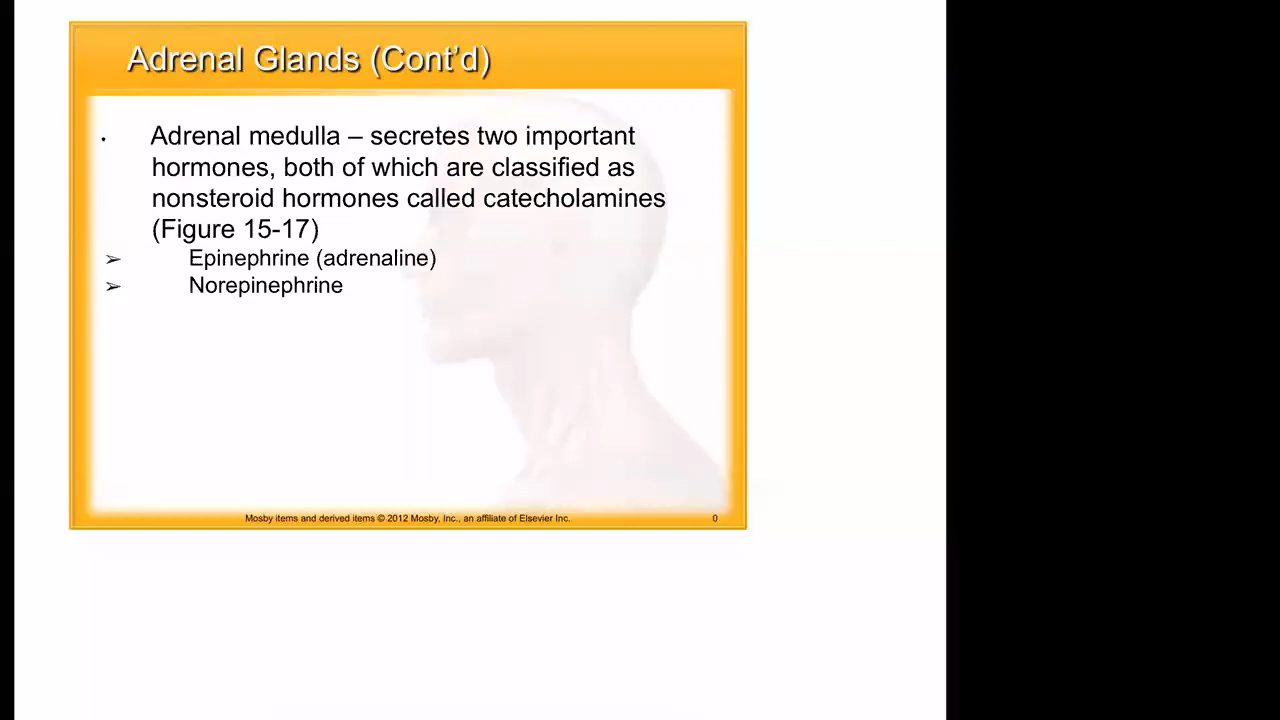 Adrenal Glands (Cont’d)
• Adrenal medulla – secretes two important
hormones, both of which are classified as
nonsteroid hormones called catecholamines
(Figure 15-17)
➢ Epinephrine (adrenaline)
➢ Norepinephrine
Mosby items and derived items © 2012 Mosby, Inc., an affiliate of Elsevier Inc. 0